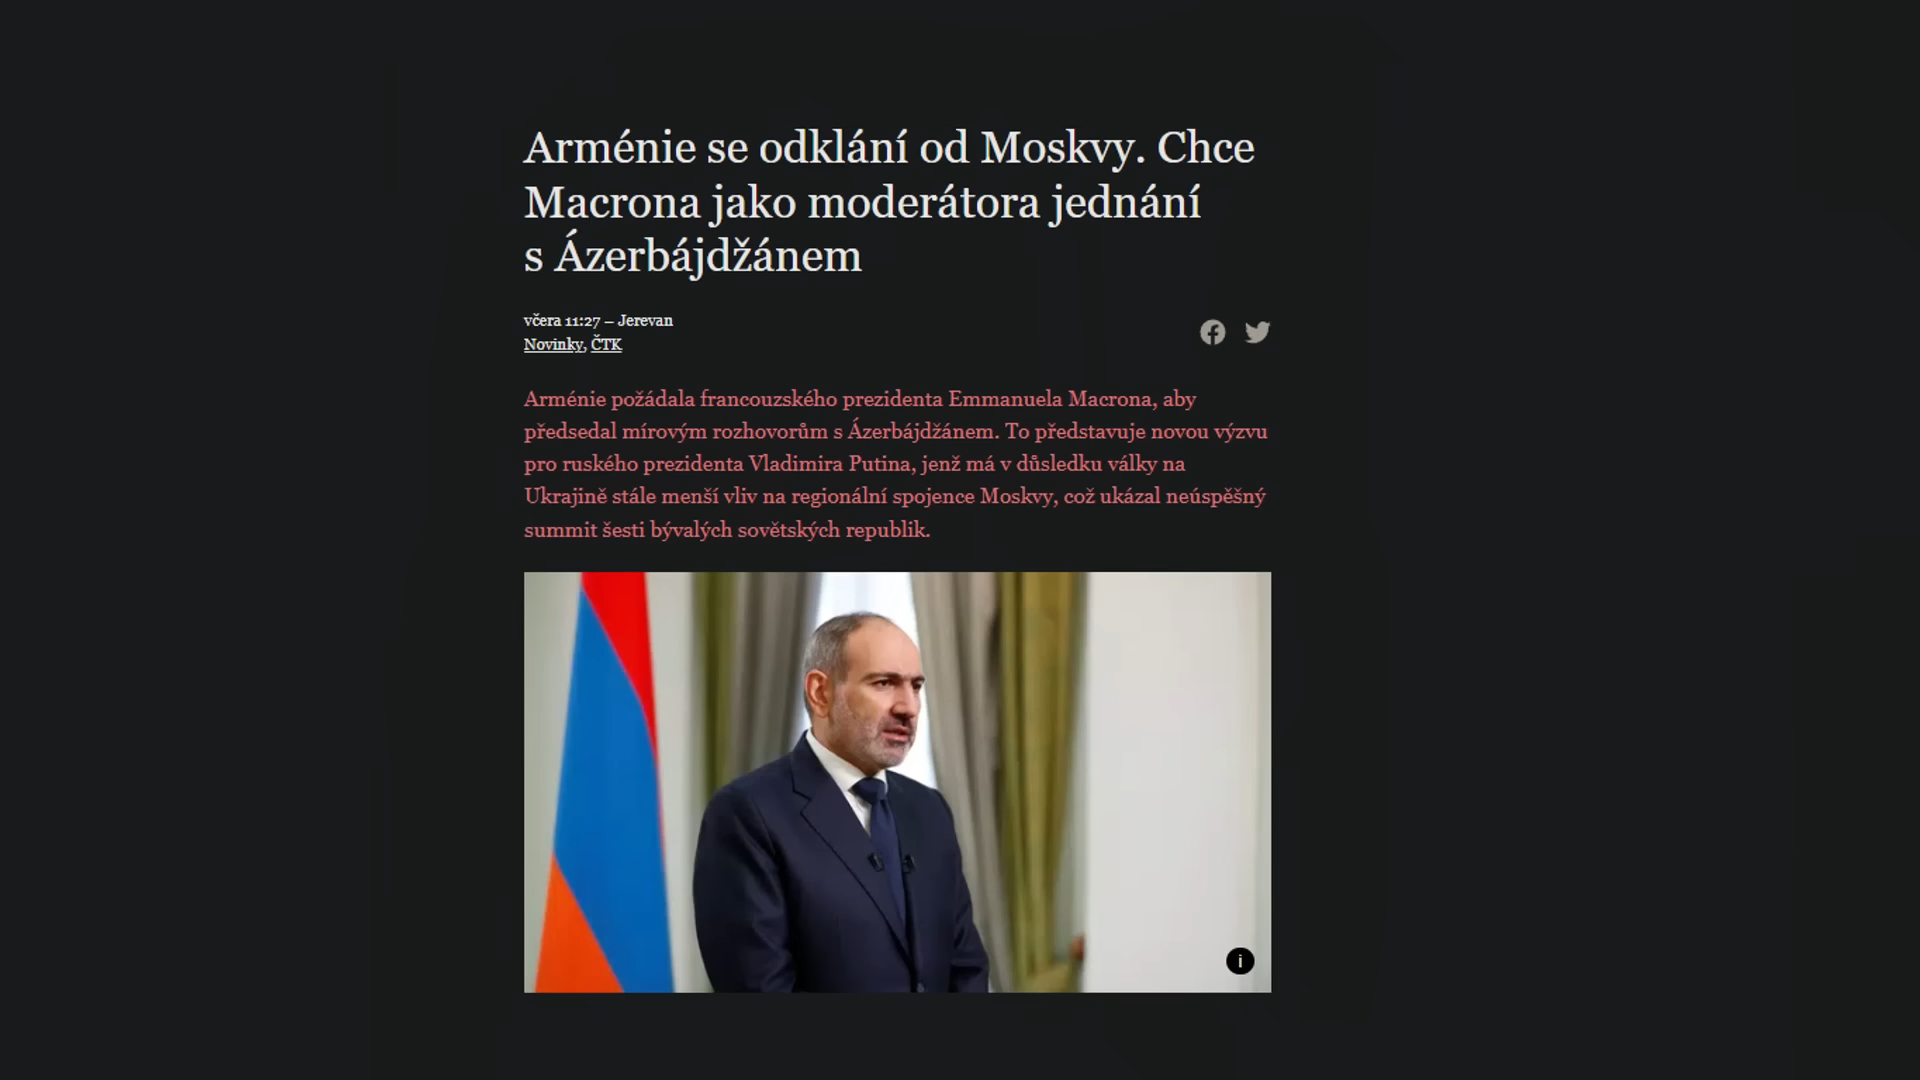 Arménie se odklání od Moskvy. Chce
Macrona jako moderátora jednání
s Ázerbájdžánem
včera 11:27 – Jerevan
Novinky, ČTK
Arménie požádala francouzského prezidenta Emmanuela Macrona, aby
předsedal mírovým rozhovorům s Ázerbájdžánem. To představuje novou výzvu
pro ruského prezidenta Vladimira Putina, jenž má v důsledku války na
Ukrajině stále menší vliv na regionální spojence Moskvy, což ukázal neúspěšný
summit šesti bývalých sovětských republik.
i